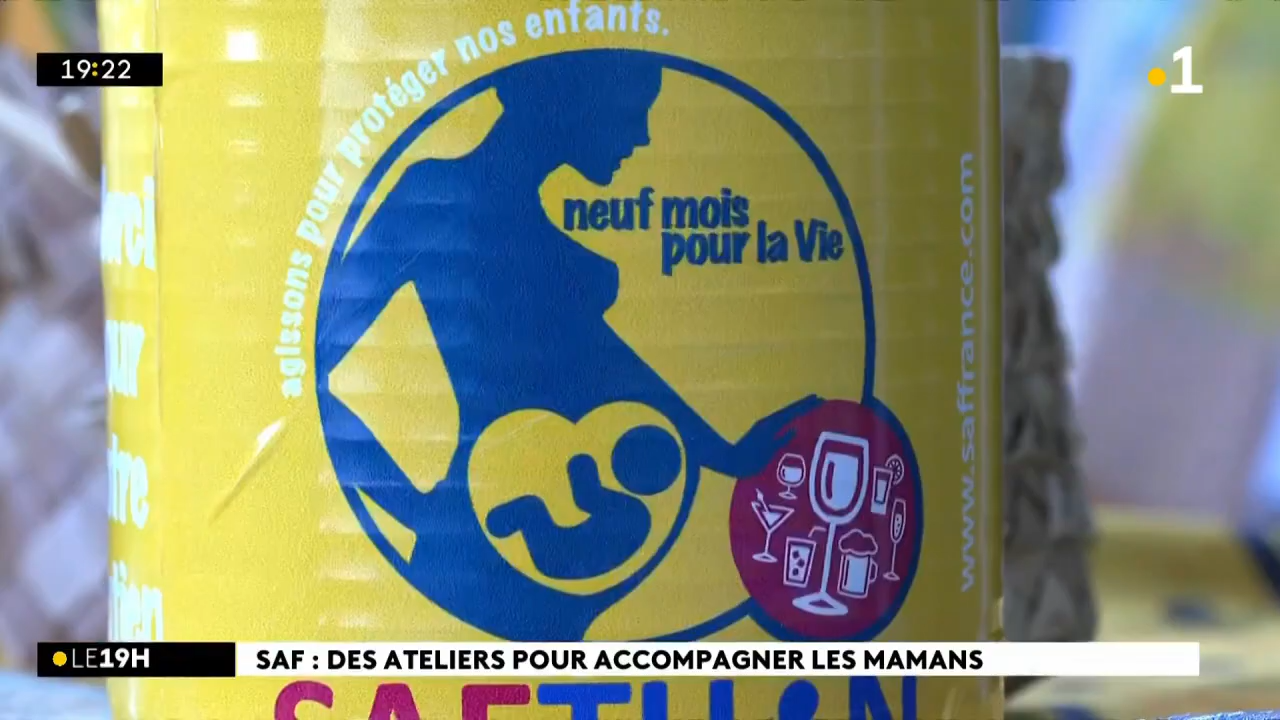 19:22
1
agissons pour protéger nos enfants.
neuf mois
pour la Vie
www.saffrance.com
LE19H
SAF : DES ATELIERS POUR ACCOMPAGNER LES MAMANS
SAFTHON